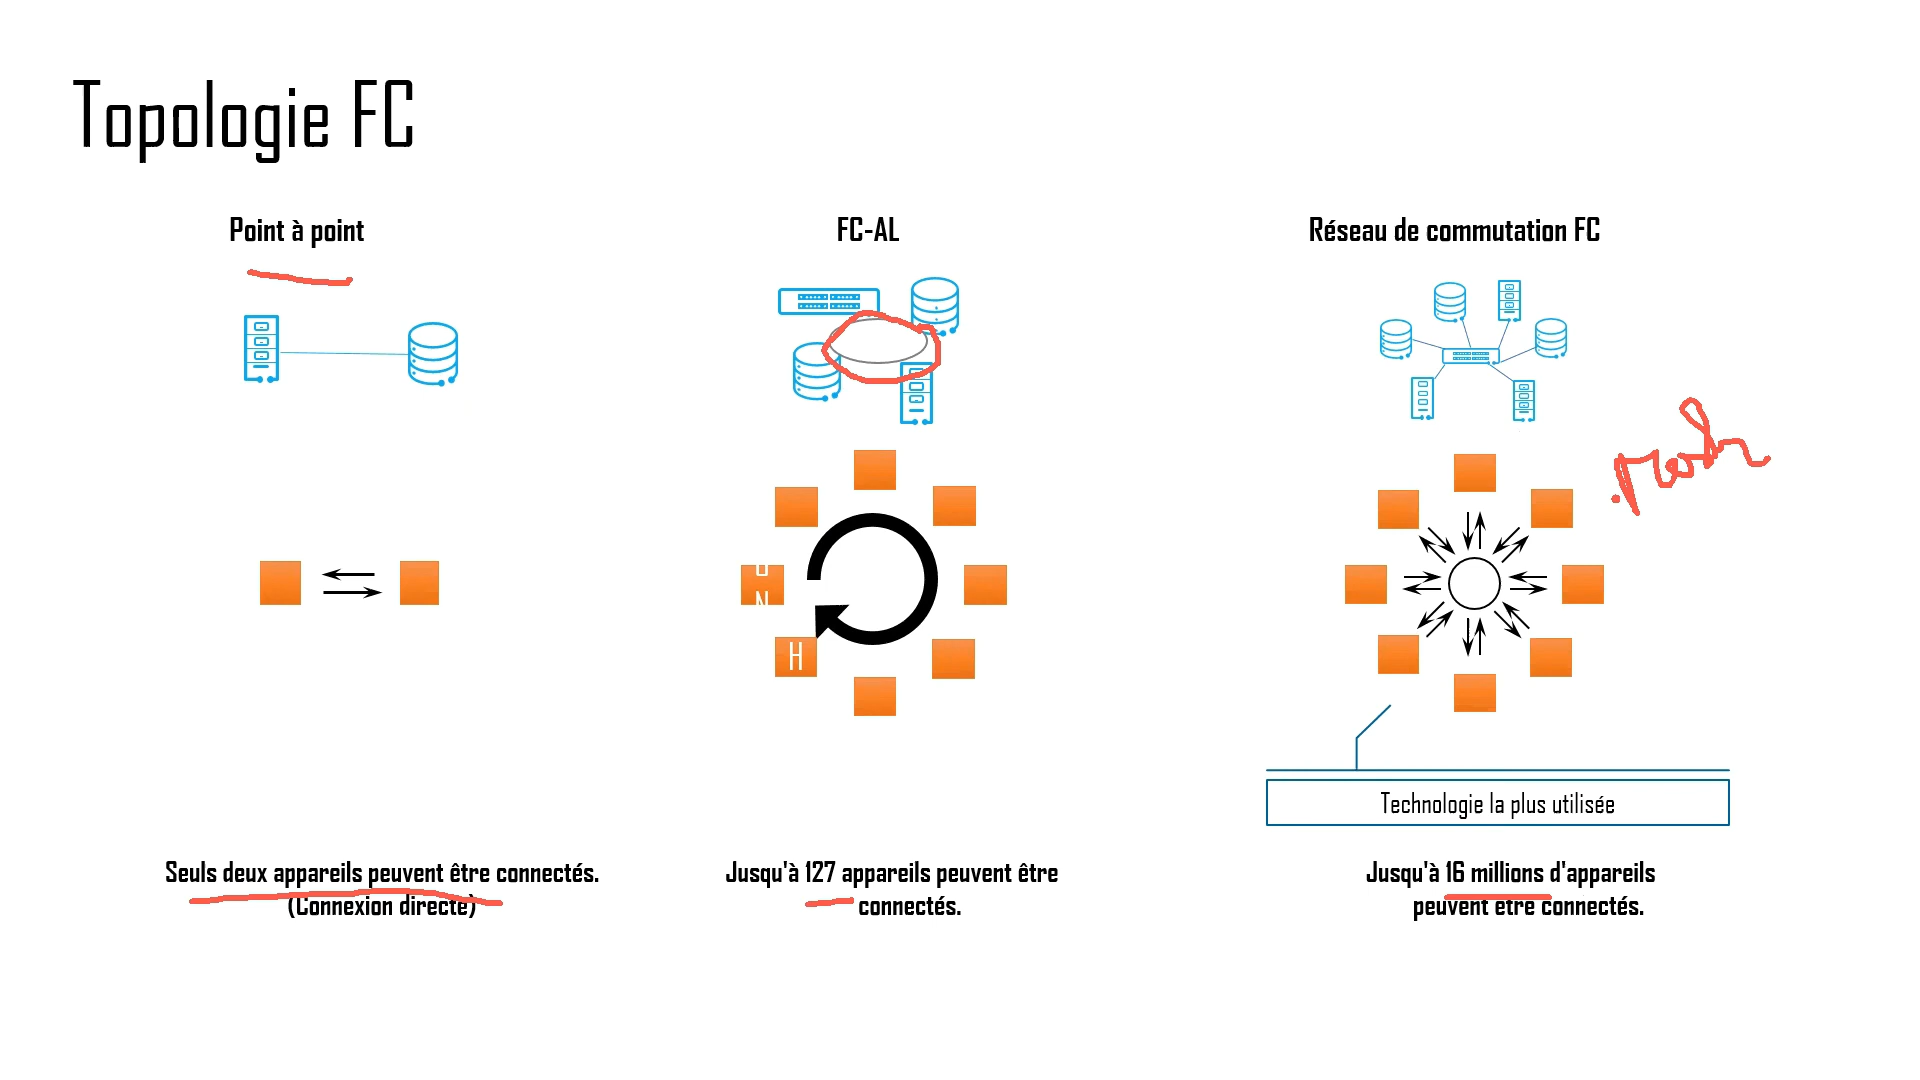 Topologie FC
Point à point
FC-AL
Réseau de commutation FC
Mesh
H
Technologie la plus utilisée
Seuls deux appareils peuvent être connectés.
(Connexion directe)
Jusqu'à 127 appareils peuvent être
connectés.
Jusqu'à 16 millions d'appareils
peuvent être connectés.